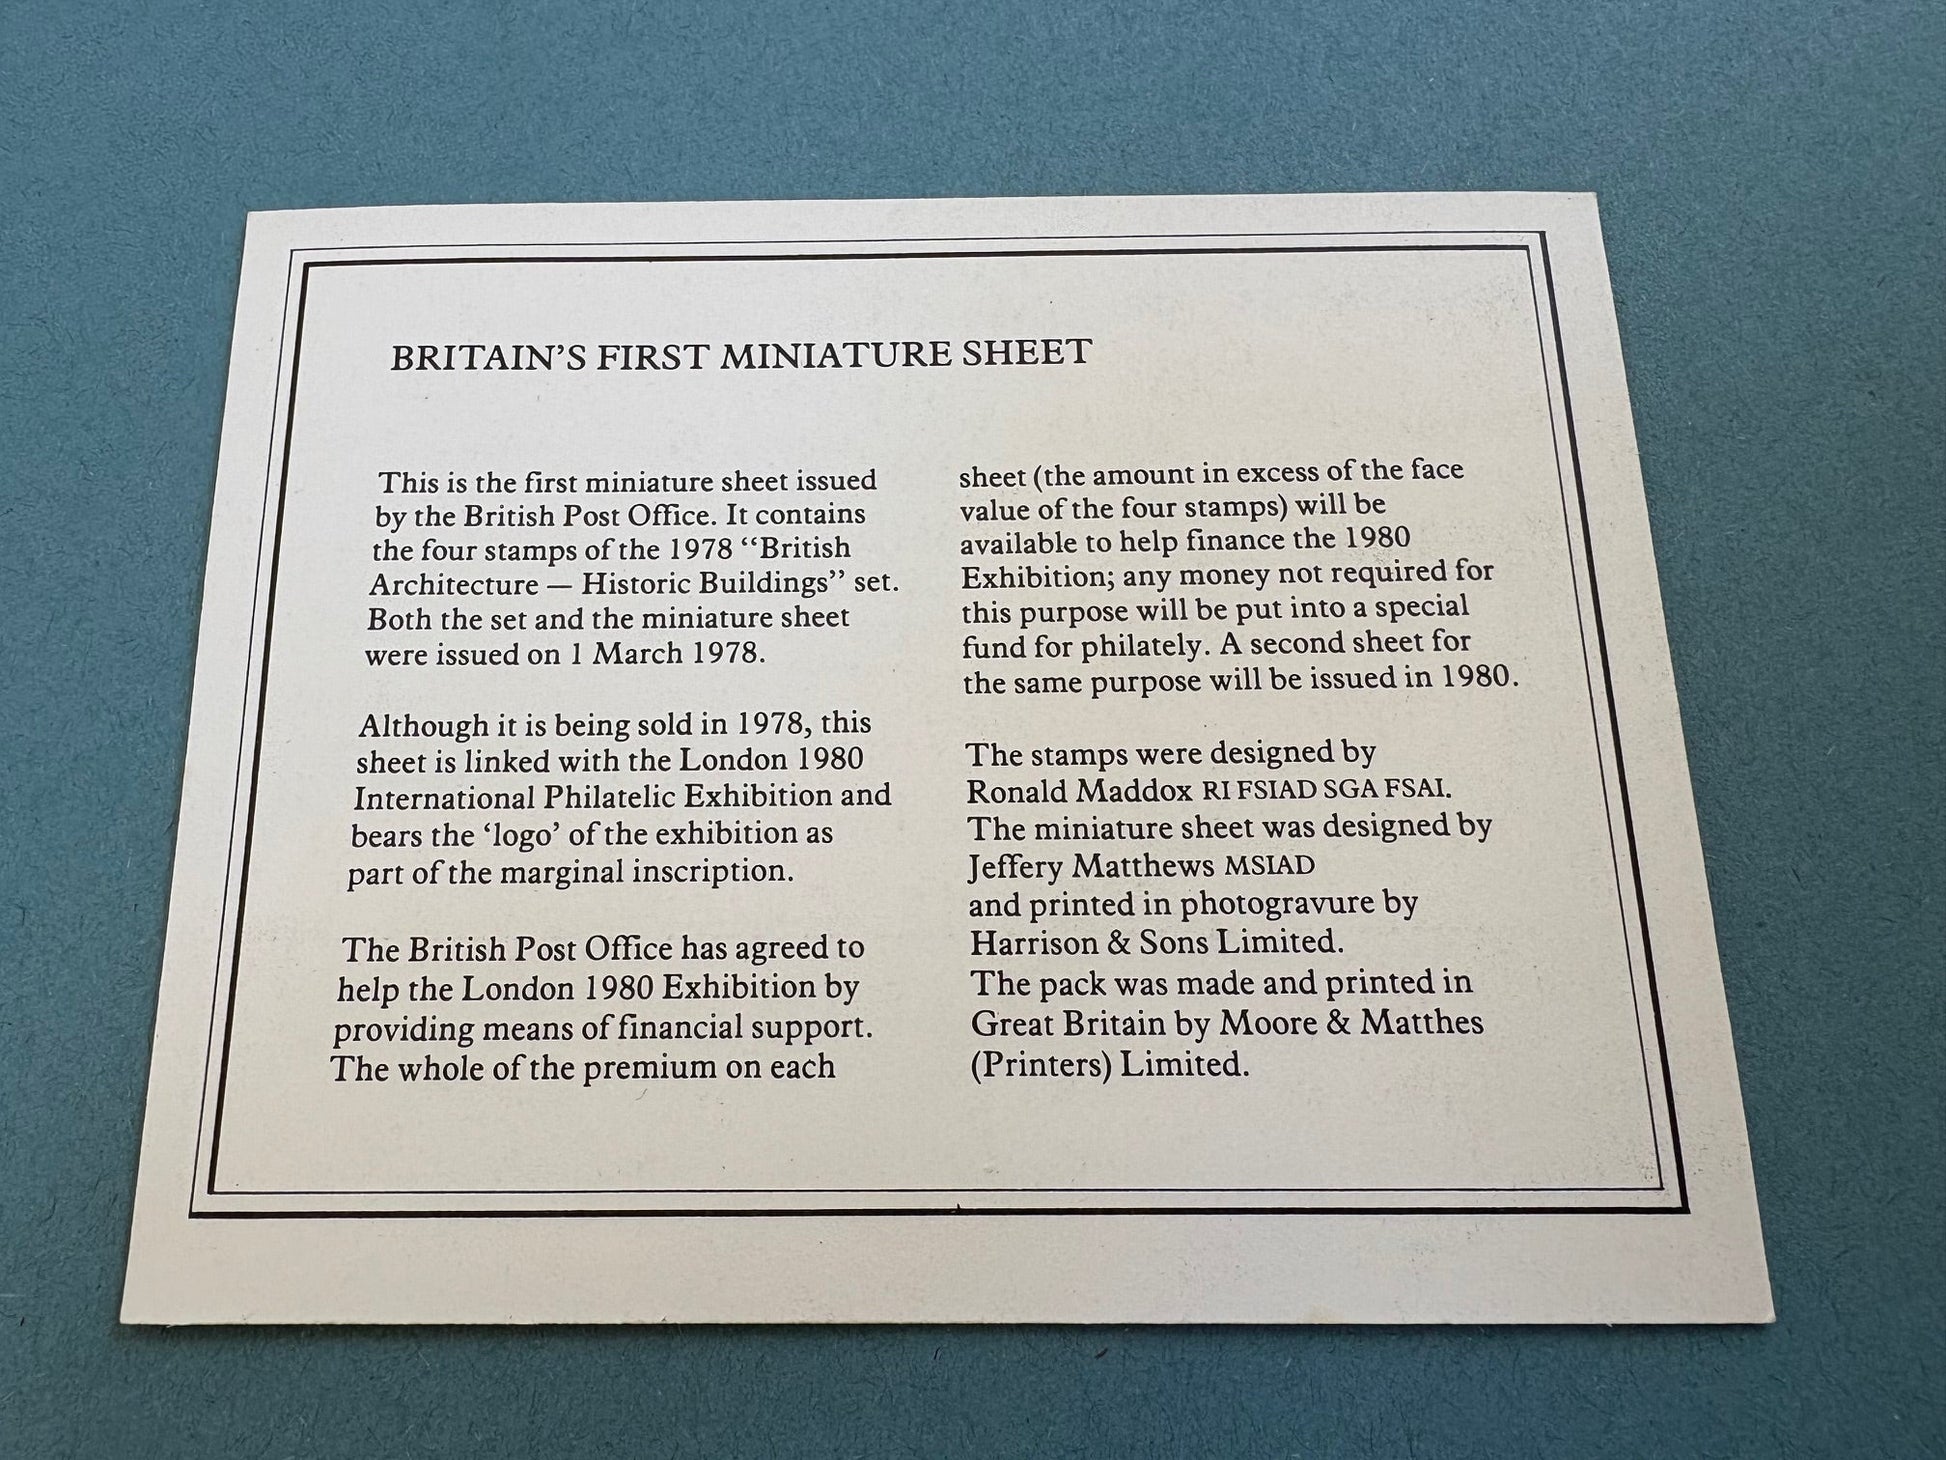 BRITAIN’S FIRST MINIATURE SHEET
This is the first miniature sheet issued
by the British Post Office. It contains
the four stamps of the 1978 “British
Architecture — Historic Buildings” set.
Both the set and the miniature sheet
were issued on 1 March 1978.
Although it is being sold in 1978, this
sheet is linked with the London 1980
International Philatelic Exhibition and
bears the ‘logo’ of the exhibition as
part of the marginal inscription.
The British Post Office has agreed to
help the London 1980 Exhibition by
providing means of financial support.
The whole of the premium on each
sheet (the amount in excess of the face
value of the four stamps) will be
available to help finance the 1980
Exhibition; any money not required for
this purpose will be put into a special
fund for philately. A second sheet for
the same purpose will be issued in 1980.
The stamps were designed by
Ronald Maddox RI FSIAD SGA FSAI.
The miniature sheet was designed by
Jeffery Matthews MSIAD
and printed in photogravure by
Harrison & Sons Limited.
The pack was made and printed in
Great Britain by Moore & Matthes
(Printers) Limited.